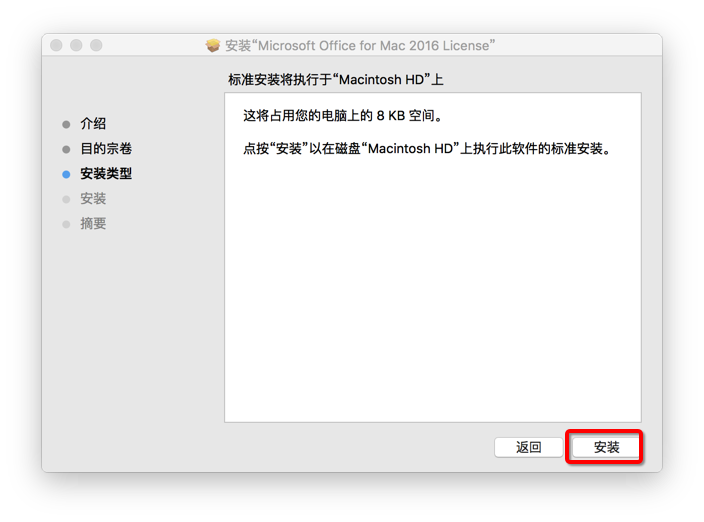 安装“Microsoft Office for Mac 2016 License”
标准安装将执行于“Macintosh HD”上
这将占用您的电脑上的 8 KB 空间。
点按“安装”以在磁盘“Macintosh HD”上执行此软件的标准安装。
介绍
目的宗卷
安装类型
安装
摘要
返回
安装